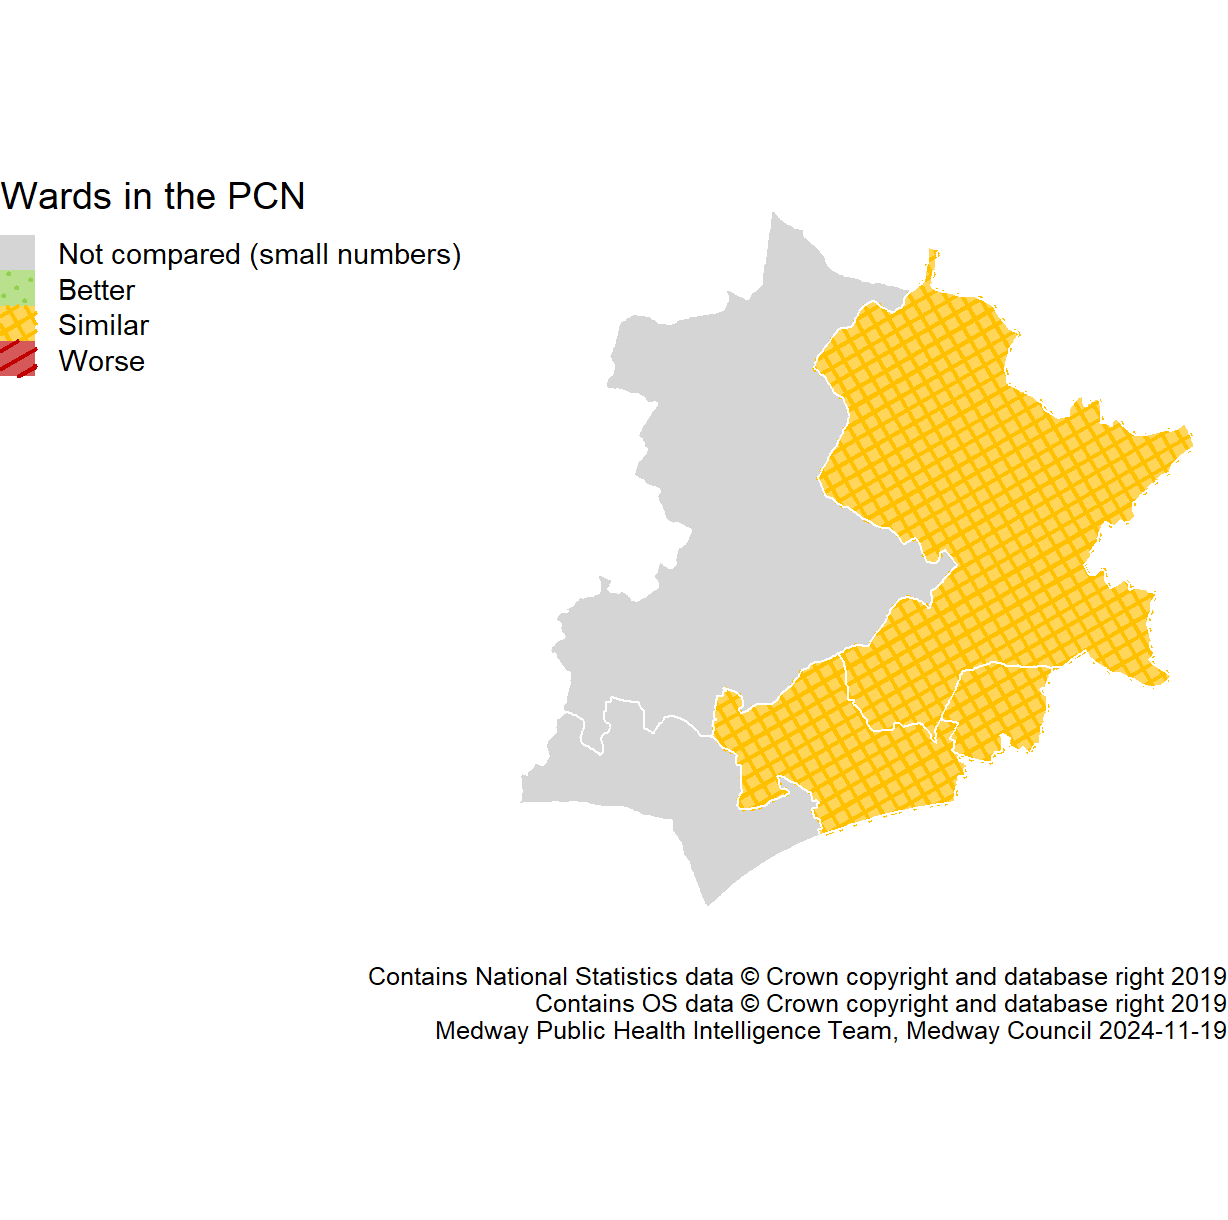 Wards in the PCN
Not compared (small numbers)
Better
Similar
Worse
Contains National Statistics data © Crown copyright and database right 2019
Contains OS data © Crown copyright and database right 2019
Medway Public Health Intelligence Team, Medway Council 2024-11-19